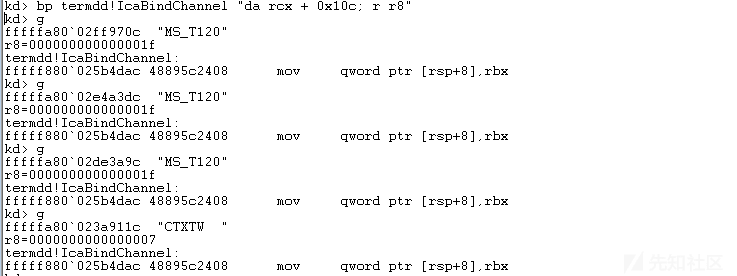 kd> bp termdd!IcaBindChannel "da rcx + 0x10c; r r8"
kd> g
fffffa80`02ff970c  "MS_T120"
r8=000000000000001f
termdd!IcaBindChannel:
fffff880`025b4dac 48895c2408      mov     qword ptr [rsp+8],rbx
kd> g
fffffa80`02e4a3dc  "MS_T120"
r8=000000000000001f
termdd!IcaBindChannel:
fffff880`025b4dac 48895c2408      mov     qword ptr [rsp+8],rbx
kd> g
fffffa80`02de3a9c  "MS_T120"
r8=000000000000001f
termdd!IcaBindChannel:
fffff880`025b4dac 48895c2408      mov     qword ptr [rsp+8],rbx
kd> g
fffffa80`023a911c  "CTXTW  "
r8=0000000000000007
termdd!IcaBindChannel:
fffff880`025b4dac 48895c2408      mov     qword ptr [rsp+8],rbx
先知社区